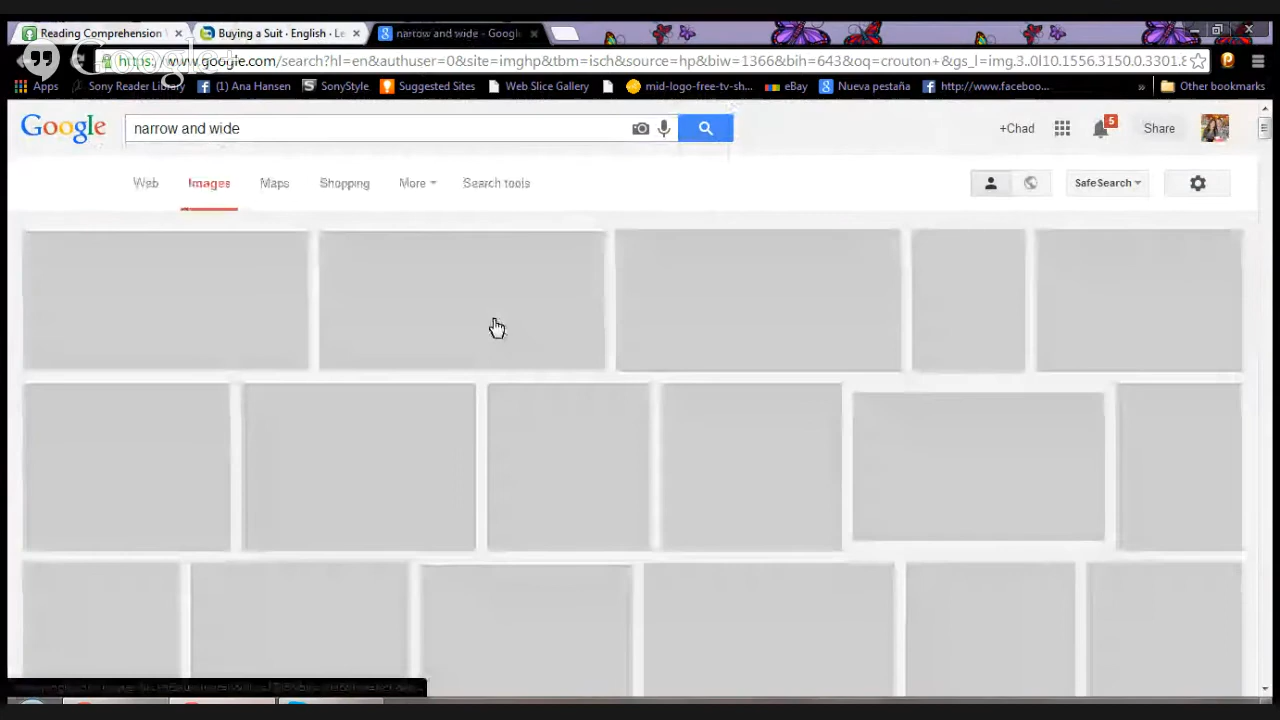 Reading Comprehension
Buying a Suit · English · Le
narrow and wide - Google
Google+
https://www.google.com/search?hl=en&authuser=0&site=imghp&tbm=isch&source=hp&biw=1366&bih=643&oq=crouton+&gs_l=img.3.0l10.1556.3150.0.3301.8
Apps
Sony Reader Library
(1) Ana Hansen
SonyStyle
Suggested Sites
Web Slice Gallery
mid-logo-free-tv-sh...
eBay
Nueva pestaña
http://www.faceboo...
»
Other bookmarks
Google
narrow and wide
+Chad
5
Share
Web
Images
Maps
Shopping
More
Search tools
SafeSearch